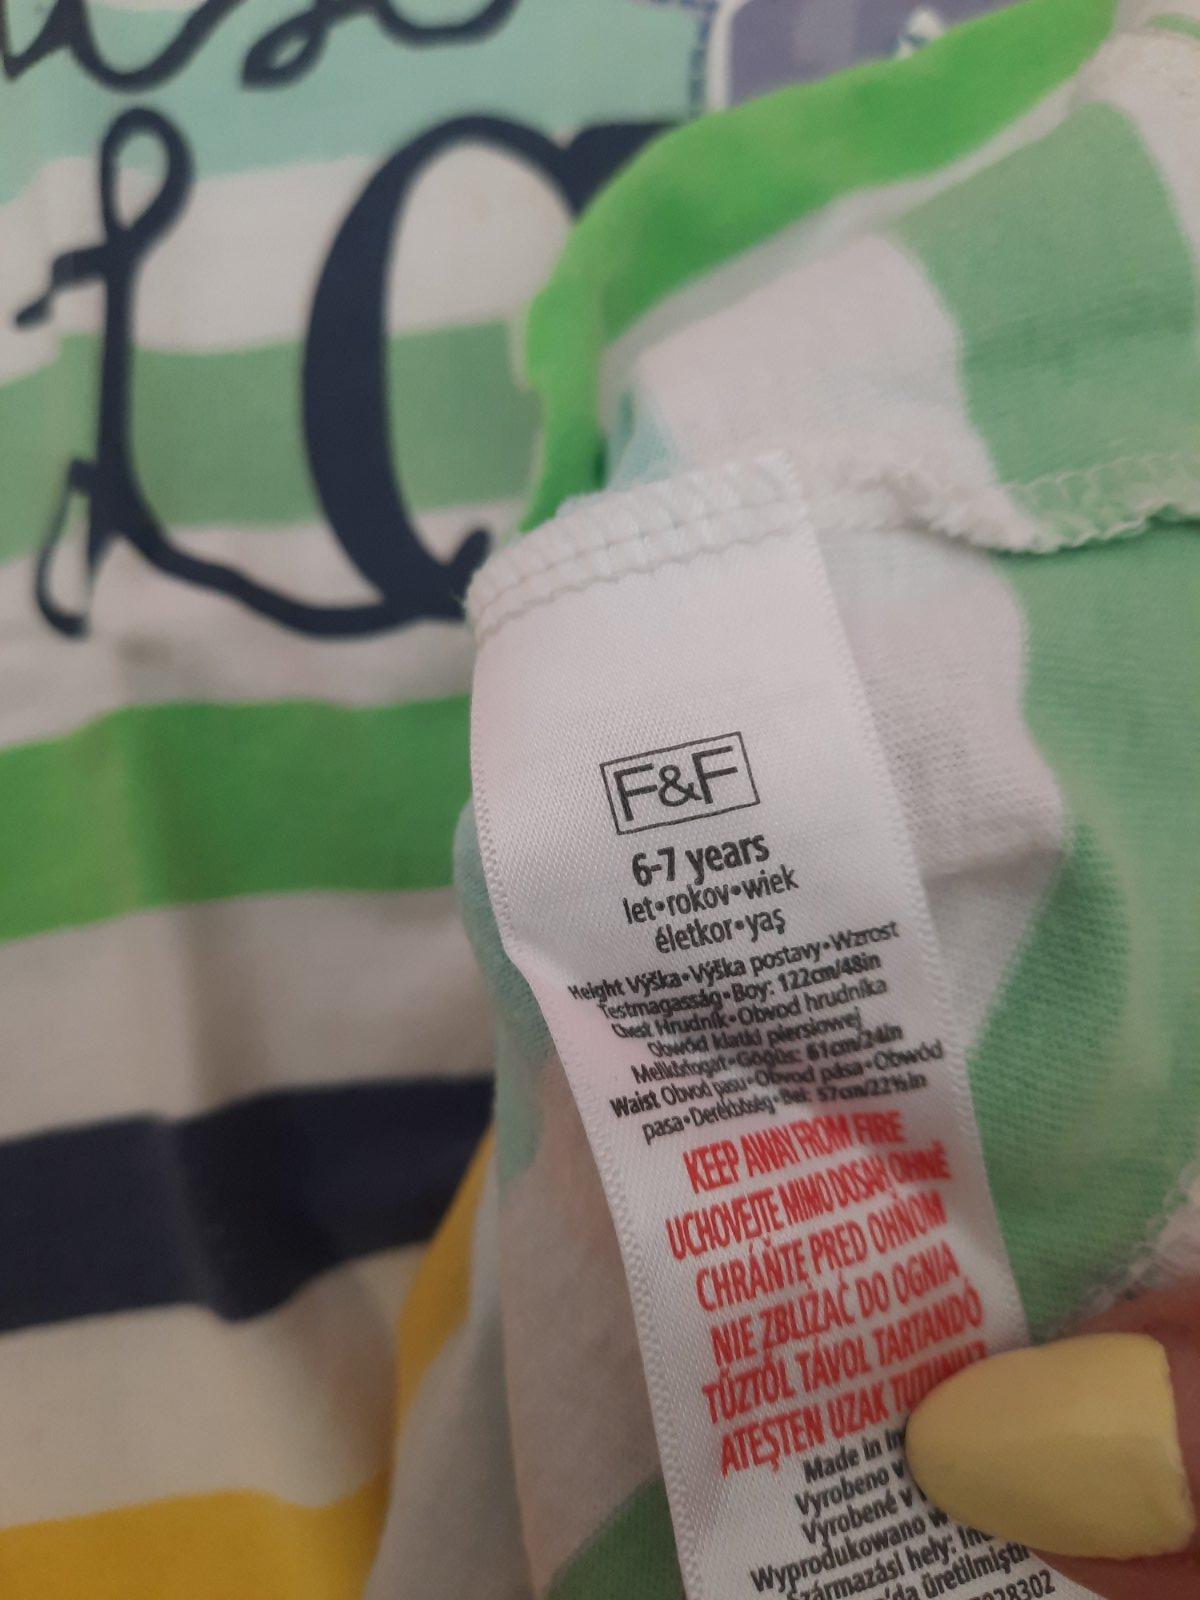 F&F
6-7 years
let•rokov•wiek
életkor•yaş
Height Výška•Výška postavy•Wzrost
Testmagasság•Boy: 122cm/48in
Chest Hrudník•Obvod hrudníka
Obwód klatki piersiowej
Mellkörfogat•Göğüs: 61cm/24in
Waist Obvod pasu•Obvod pása•Obwód
pasa•Derékbőség•Bel: 57cm/22½in
KEEP AWAY FROM FIRE
UCHOVEJTE MIMO DOSAH OHNĚ
CHRÁŇTE PRED OHŇOM
NIE ZBLIŻAĆ DO OGNIA
TŰZTŐL TÁVOL TARTANDÓ
ATEŞTEN UZAK
Made in
Vyrobeno v
Vyrobené v
Wyprodukowano w
Származási hely:
üretilmiştir